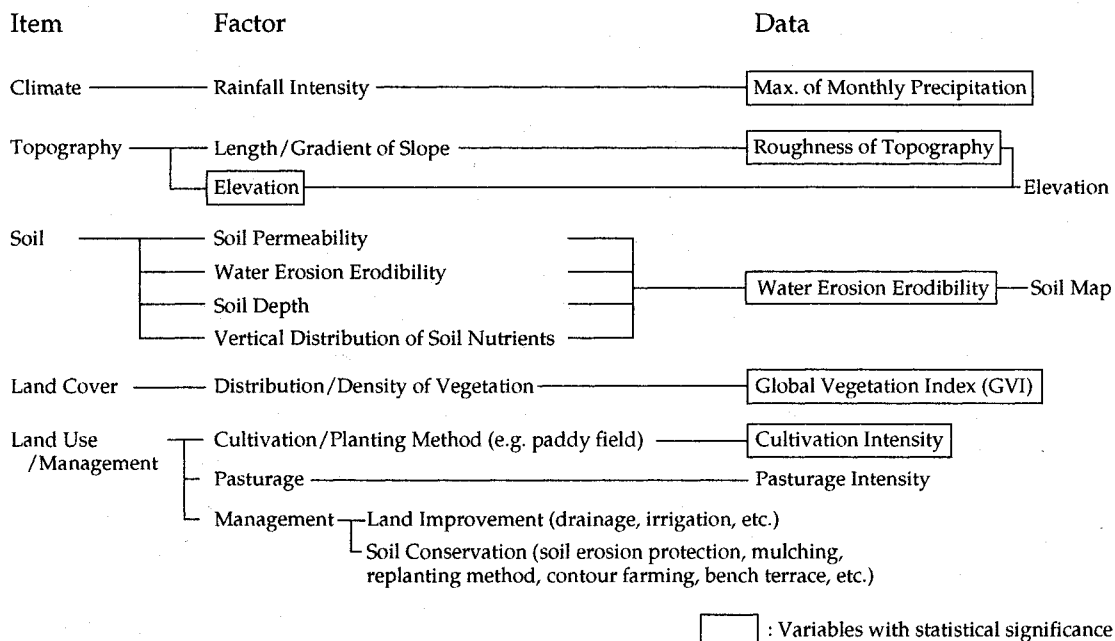 Item Factor Data
Climate Rainfall Intensity Max. of Monthly Precipitation
Topography Length/Gradient of Slope Roughness of Topography
Elevation Elevation
Soil Soil Permeability
Water Erosion Erodibility
Water Erosion Erodibility Soil Map
Soil Depth
Vertical Distribution of Soil Nutrients
Land Cover Distribution/Density of Vegetation Global Vegetation Index (GVI)
Land Use Cultivation/Planting Method (e.g. paddy field) Cultivation Intensity
/Management
Pasturage Pasturage Intensity
Management Land Improvement (drainage, irrigation, etc.)
Soil Conservation (soil erosion protection, mulching,
replanting method, contour farming, bench terrace, etc.)
: Variables with statistical significance